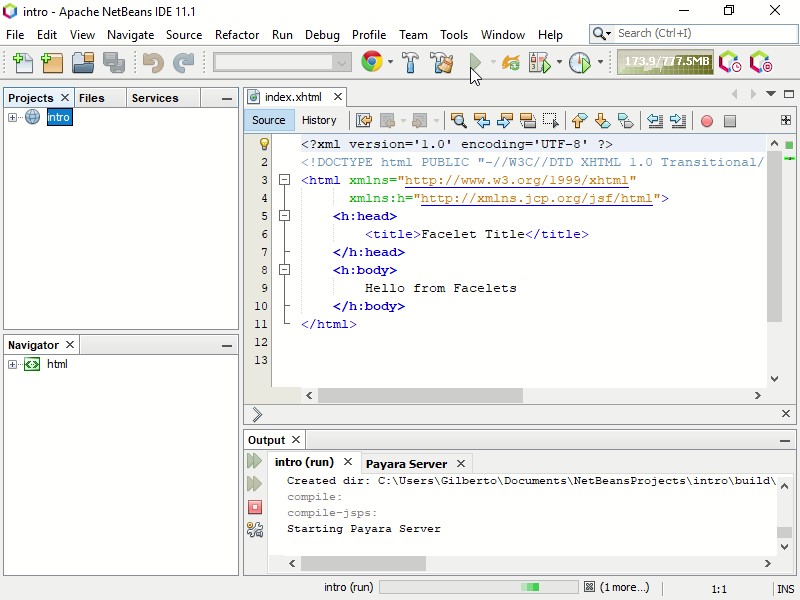 intro - Apache NetBeans IDE 11.1
File Edit View Navigate Source Refactor Run Debug Profile Team Tools Window Help
Search (Ctrl+I)
173,9/777.5MB
Projects Files Services
intro
index.xhtml
Source History
1 <?xml version='1.0' encoding='UTF-8' ?>
2 <!DOCTYPE html PUBLIC "-//W3C//DTD XHTML 1.0 Transitional/
3 <html xmlns="http://www.w3.org/1999/xhtml"
4 xmlns:h="http://xmlns.jcp.org/jsf/html">
5 <h:head>
6 <title>Facelet Title</title>
7 </h:head>
8 <h:body>
9 Hello from Facelets
10 </h:body>
11 </html>
12
13
Navigator
html
Output
intro (run) Payara Server
Created dir: C:\Users\Gilberto\Documents\NetBeansProjects\intro\build\
compile:
compile-jsps:
Starting Payara Server
intro (run) (1 more...) 1:1 INS